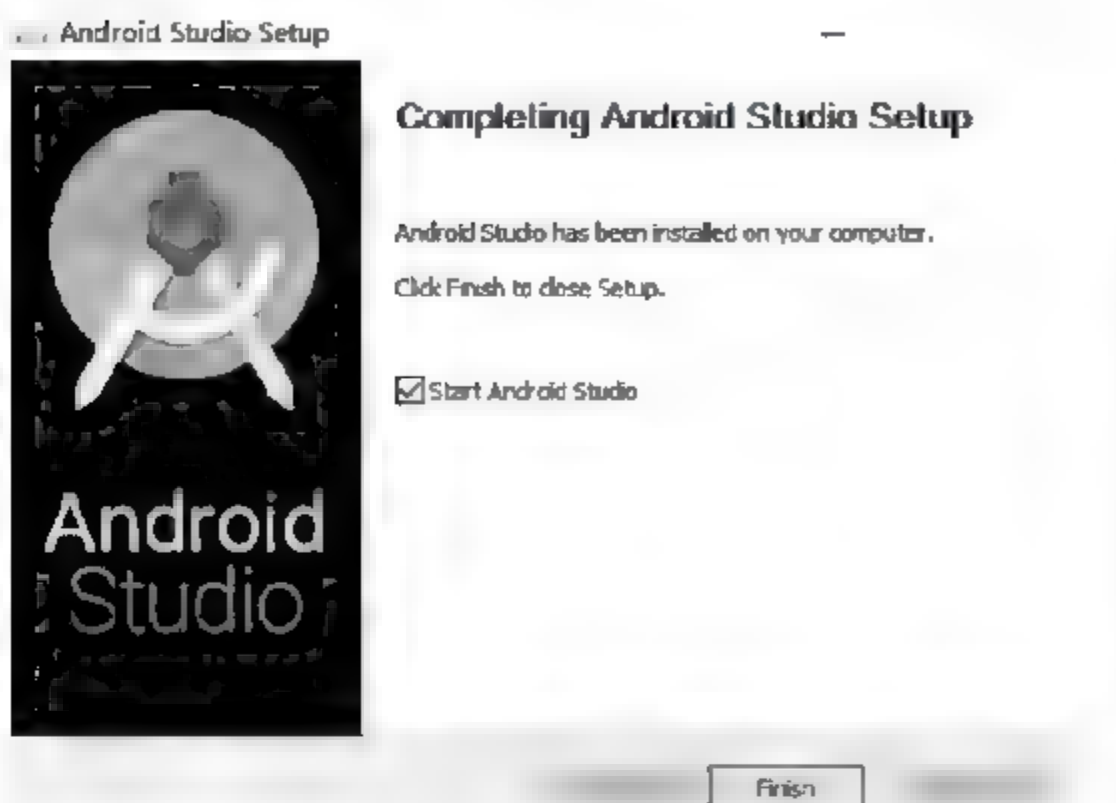 Android Studio Setup
Completing Android Studio Setup
Android Studio has been installed on your computer.
Click Finish to close Setup.
Start Android Studio
Android
Studio
Finish